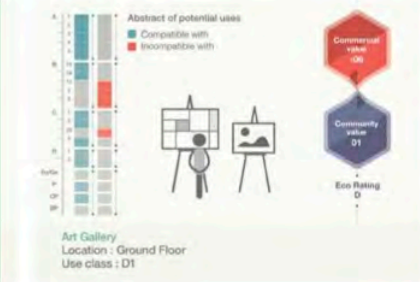 A.
Abstract of potential uses
Compatible with
Incompatible with
B.
C.
D.
Commercial
value
Community
value
D1
Eco Rating
D
Art Gallery
Location : Ground Floor
Use class : D1